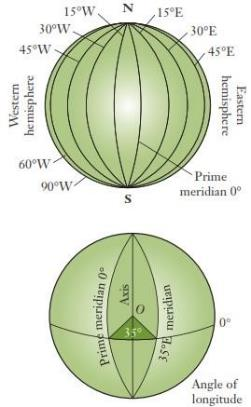 N
15°W
15°E
30°W
30°E
45°W
45°E
Western
hemisphere
Eastern
hemisphere
60°W
90°W
Prime
meridian 0°
S
Prime meridian 0°
Axis
O
35°
35°E meridian
0°
Angle of
longitude